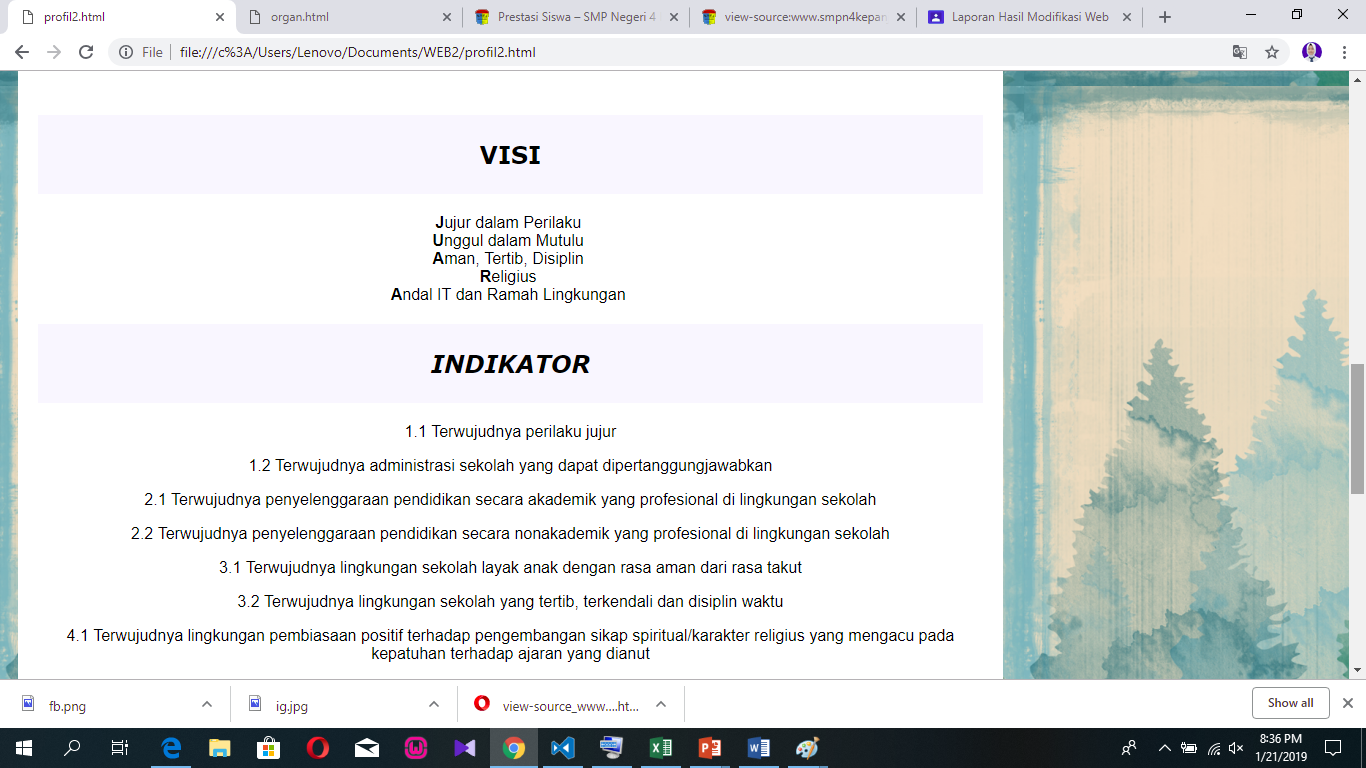 profil2.html
organ.html
Prestasi Siswa – SMP Negeri 4
view-source:www.smpn4kepan
Laporan Hasil Modifikasi Web
File
file:///c%3A/Users/Lenovo/Documents/WEB2/profil2.html
VISI
Jujur dalam Perilaku
Unggul dalam Mutulu
Aman, Tertib, Disiplin
Religius
Andal IT dan Ramah Lingkungan
INDIKATOR
1.1 Terwujudnya perilaku jujur
1.2 Terwujudnya administrasi sekolah yang dapat dipertanggungjawabkan
2.1 Terwujudnya penyelenggaraan pendidikan secara akademik yang profesional di lingkungan sekolah
2.2 Terwujudnya penyelenggaraan pendidikan secara nonakademik yang profesional di lingkungan sekolah
3.1 Terwujudnya lingkungan sekolah layak anak dengan rasa aman dari rasa takut
3.2 Terwujudnya lingkungan sekolah yang tertib, terkendali dan disiplin waktu
4.1 Terwujudnya lingkungan pembiasaan positif terhadap pengembangan sikap spiritual/karakter religius yang mengacu pada
kepatuhan terhadap ajaran yang dianut
fb.png
ig.jpg
view-source_www....ht...
Show all
8:36 PM
1/21/2019